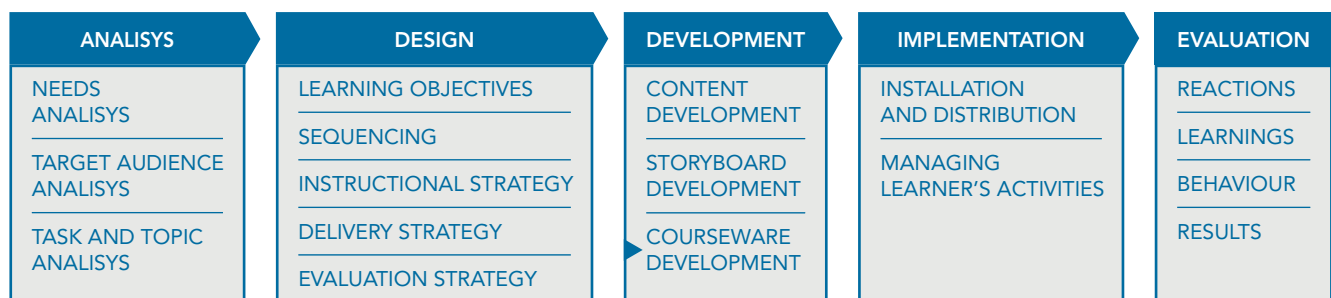 ANALISYS
NEEDS
ANALISYS
TARGET AUDIENCE
ANALISYS
TASK AND TOPIC
ANALISYS
DESIGN
LEARNING OBJECTIVES
SEQUENCING
INSTRUCTIONAL STRATEGY
DELIVERY STRATEGY
EVALUATION STRATEGY
DEVELOPMENT
CONTENT
DEVELOPMENT
STORYBOARD
DEVELOPMENT
COURSEWARE
DEVELOPMENT
IMPLEMENTATION
INSTALLATION
AND DISTRIBUTION
MANAGING
LEARNER’S ACTIVITIES
EVALUATION
REACTIONS
LEARNINGS
BEHAVIOUR
RESULTS